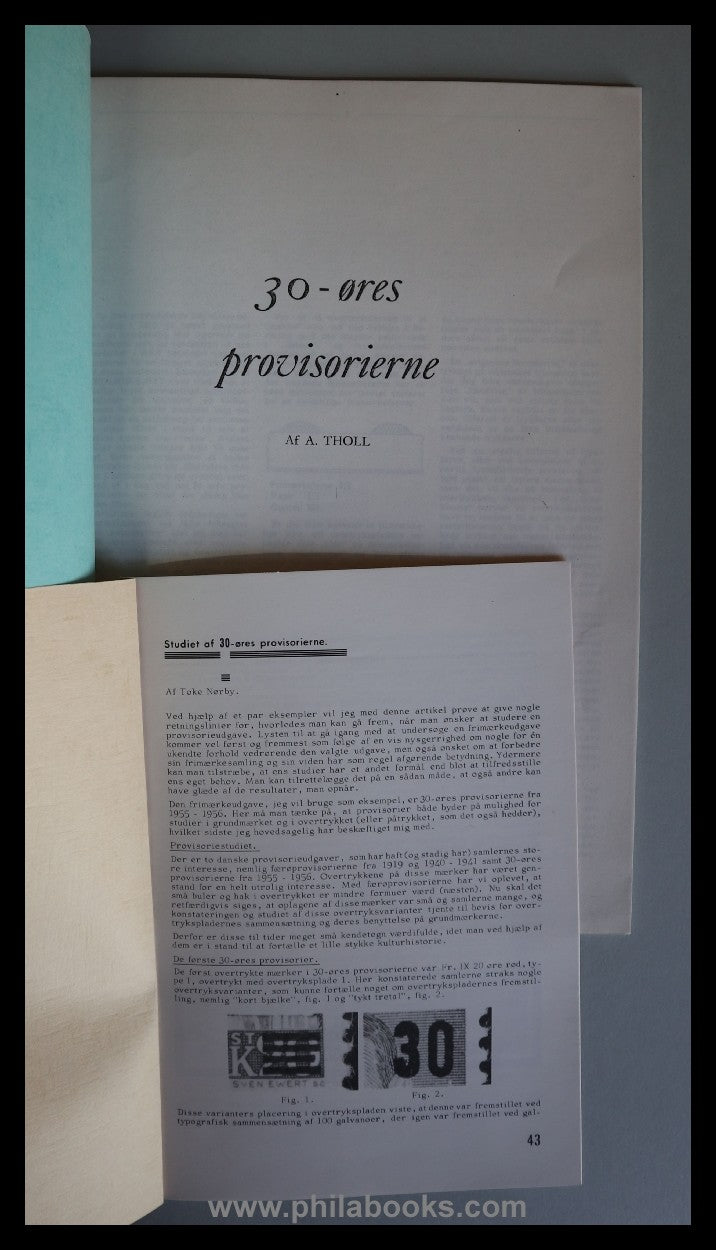 30-øres
provisorierne
Af A. THOLL
Studiet af 30-øres provisorierne.
Af Toke Nørby.
Ved hjælp af et par eksempler vil jeg med denne artikel prøve at give nogle
retningslinier for, hvorledes man kan gå frem, når man ønsker at studere en
provisorieudgave. Lysten til at gå igang med at undersøge en frimærkeudgave
kommer vel først og fremmest som følge af en vis nysgerrighed om nogle for én
ukendte forhold vedrørende den valgte udgave, men også ønsket om at forbedre
sin frimærkesamling og sin viden har som regel afgørende betydning. Ydermere
kan man tilstræbe, at ens studier har et andet formål end blot at tilfredsstille
ens eget behov. Man kan tilrettelægge det på en sådan måde, at også andre kan
have glæde af de resultater, man opnår.
Den frimærkeudgave, jeg vil bruge som eksempel, er 30-øres provisorierne fra
1955 - 1956. Her må man tænke på, at provisorier både byder på mulighed for
studier i grundmærket og i overtrykket (eller påtrykket, som det også hedder),
hvilket sidste jeg hovedsagelig har beskæftiget mig med.
Provisoriestudiet.
Der er to danske provisorieudgaver, som har haft (og stadig har) samlernes sto-
re interesse, nemlig færøprovisorierne fra 1919 og 1940 - 1941 samt 30-øres
provisorierne fra 1955 - 1956. Overtrykkene på disse mærker har været gen-
stand for en helt utrolig interesse. Med færøprovisorierne har vi oplevet, at
små huler og hak i overtrykket er mindre formuer værd (næsten). Nu skal det
retfærdigvis siges, at oplagene af disse mærker var små og samlerne mange, og
konstateringen og studiet af disse overtryksvarianter tjente til bevis for over-
trykspladernes sammensætning og deres benyttelse på grundmærkerne.
Derfor er disse til tider meget små kendetegn værdifulde, idet man ved hjælp af
dem er i stand til at fortælle et lille stykke kulturhistorie.
De første 30-øres provisorier.
De først overtrykte mærker i 30-øres provisorierne var Fr. IX 20 øre rød, ty-
pe I, overtrykt med overtryksplade 1. Her konstaterede samlerne straks nogle
overtryksvarianter, som kunne fortælle noget om overtrykspladernes fremstil-
ling, nemlig "kort bjælke", fig. 1 og "tykt tretal", fig. 2.
SVEN EWERT SC
30
Fig. 1.
Fig. 2.
Disse varianters placering i overtrykspladen viste, at denne var fremstillet ved
typografisk sammensætning af 100 galvanoer, der igen var fremstillet ved gal-
43
www.philabooks.com